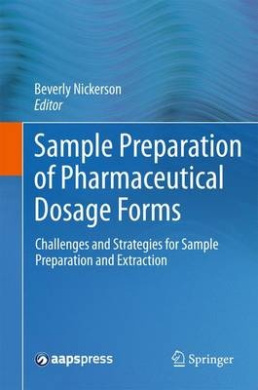 Beverly Nickerson
Editor
Sample Preparation
of Pharmaceutical
Dosage Forms
Challenges and Strategies for Sample
Preparation and Extraction
aapspress
Springer